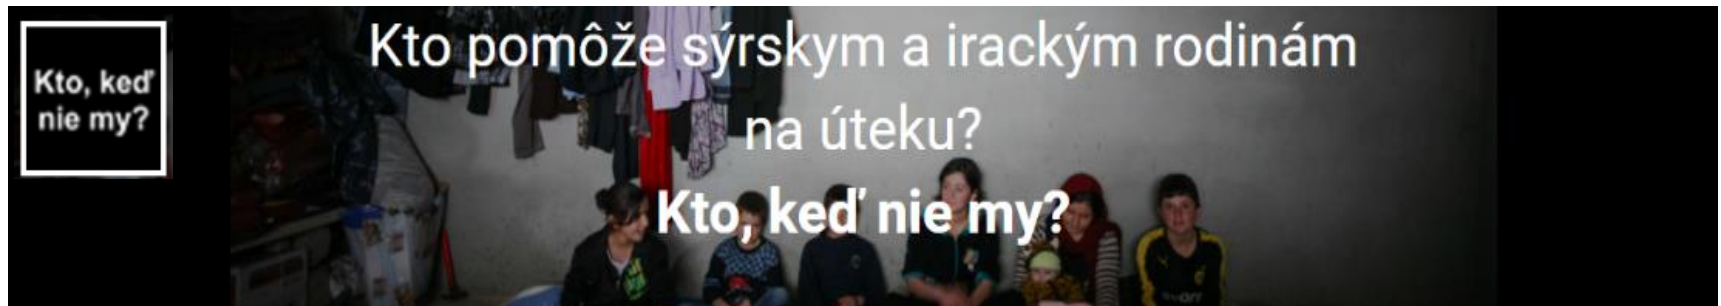 Kto, keď
nie my?
Kto pomôže sýrskym a irackým rodinám
na úteku?
Kto, keď nie my?